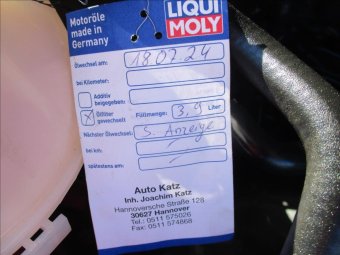 Motoröle
made in
Germany
LIQUI
MOLY
Ölwechsel am: 18.07.24
bei Kilometer:
Additiv
beigegeben:
X Ölfilter
gewechselt Füllmenge: 3,9 Liter
Nächster Ölwechsel: S. Anzeige
bei km:
spätestens am:
Auto Katz
Inh. Joachim Katz
Hannoversche Straße 128
30627 Hannover
Tel.: 0511 575026
Fax: 0511 574868